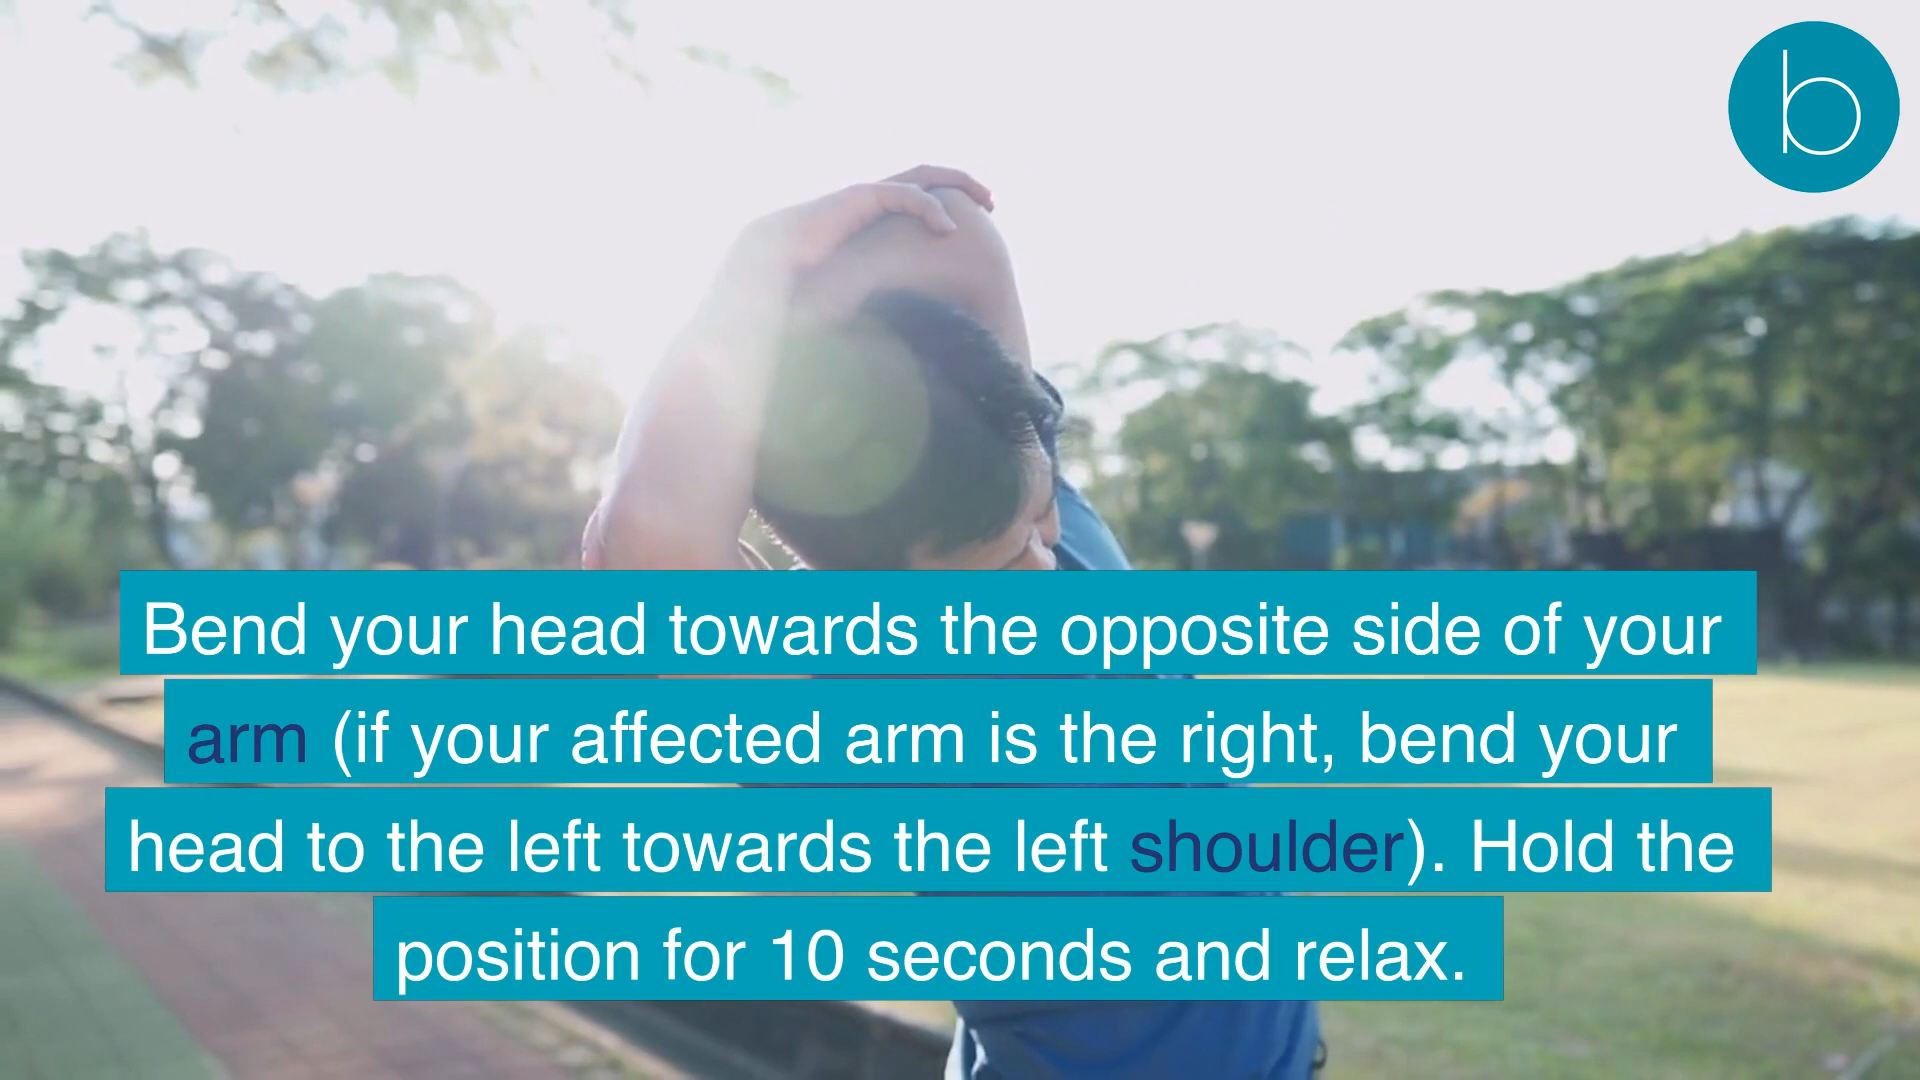 b
Bend your head towards the opposite side of your
arm (if your affected arm is the right, bend your
head to the left towards the left shoulder). Hold the
position for 10 seconds and relax.